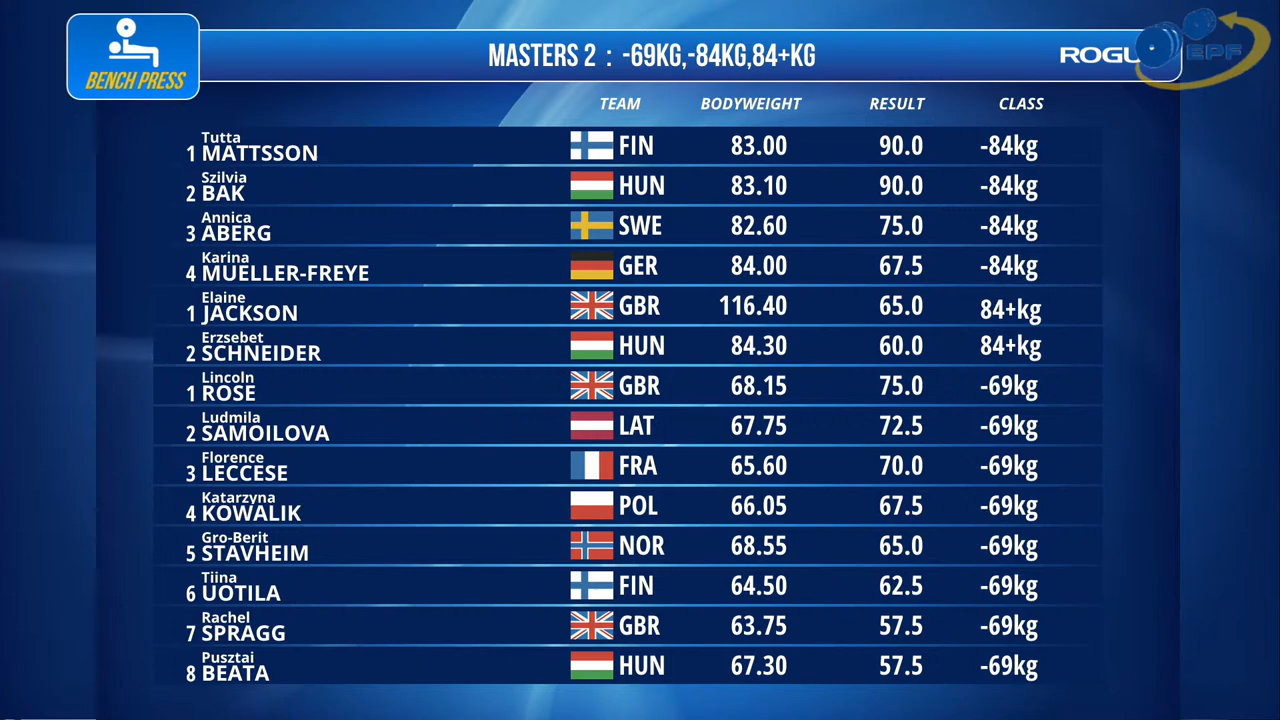 BENCH PRESS
MASTERS 2 : -69KG,-84KG,84+KG
ROGU
EPF
TEAM BODYWEIGHT RESULT CLASS
Tutta
1 MATTSSON FIN 83.00 90.0 -84kg
Szilvia
2 BAK HUN 83.10 90.0 -84kg
Annica
3 ABERG SWE 82.60 75.0 -84kg
Karina
4 MUELLER-FREYE GER 84.00 67.5 -84kg
Elaine
1 JACKSON GBR 116.40 65.0 84+kg
Erzsebet
2 SCHNEIDER HUN 84.30 60.0 84+kg
Lincoln
1 ROSE GBR 68.15 75.0 -69kg
Ludmila
2 SAMOILOVA LAT 67.75 72.5 -69kg
Florence
3 LECCESE FRA 65.60 70.0 -69kg
Katarzyna
4 KOWALIK POL 66.05 67.5 -69kg
Gro-Berit
5 STAVHEIM NOR 68.55 65.0 -69kg
Tiina
6 UOTILA FIN 64.50 62.5 -69kg
Rachel
7 SPRAGG GBR 63.75 57.5 -69kg
Pusztai
8 BEATA HUN 67.30 57.5 -69kg